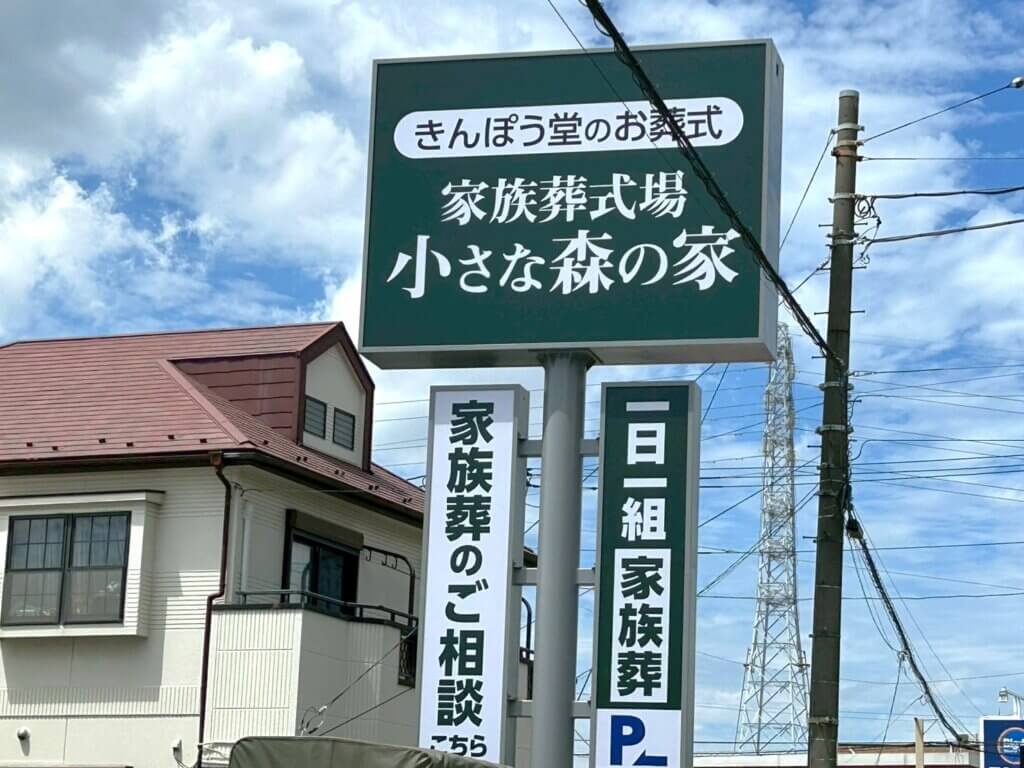 きんぽう堂のお葬式
家族葬式場
小さな森の家
家族葬のご相談
こちら
一日一組
家族葬
P